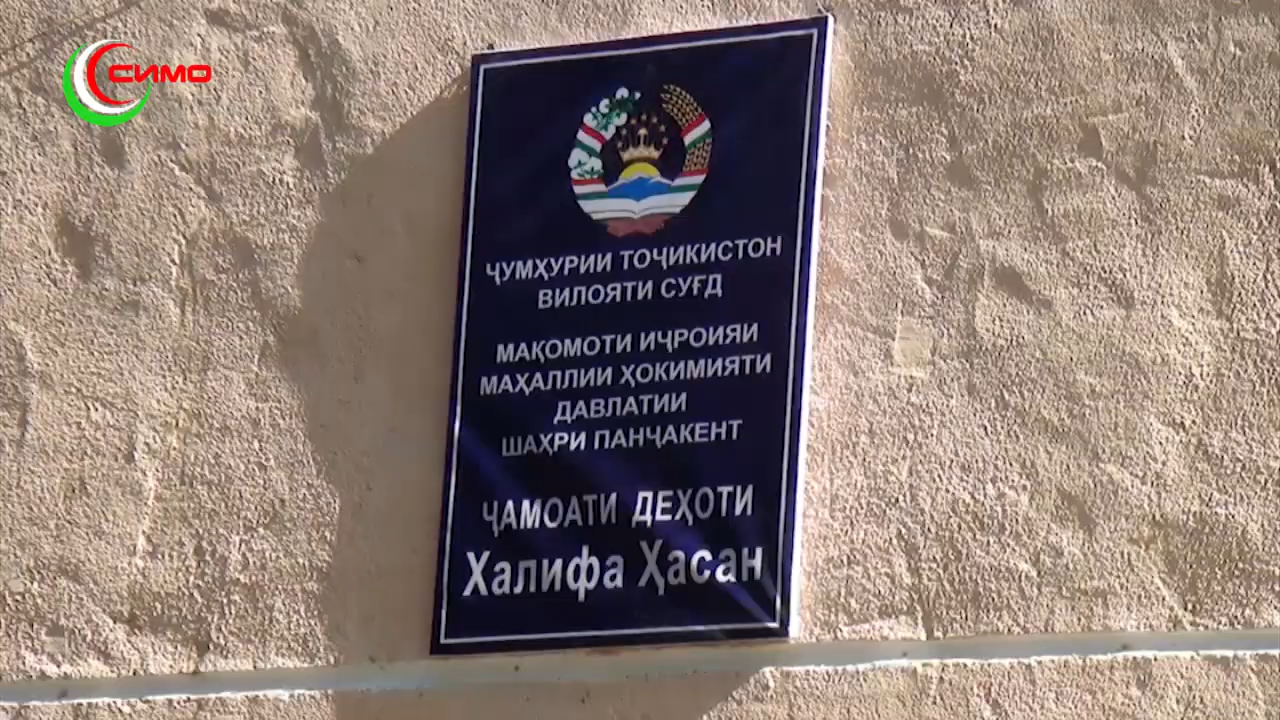 СИМО
ҶУМҲУРИИ ТОҶИКИСТОН
ВИЛОЯТИ СУҒД
МАҚОМОТИ ИҶРОИЯИ
МАҲАЛЛИИ ҲОКИМИЯТИ
ДАВЛАТИИ
ШАҲРИ ПАНҶАКЕНТ
ҶАМОАТИ ДЕҲОТИ
Халифа Ҳасан